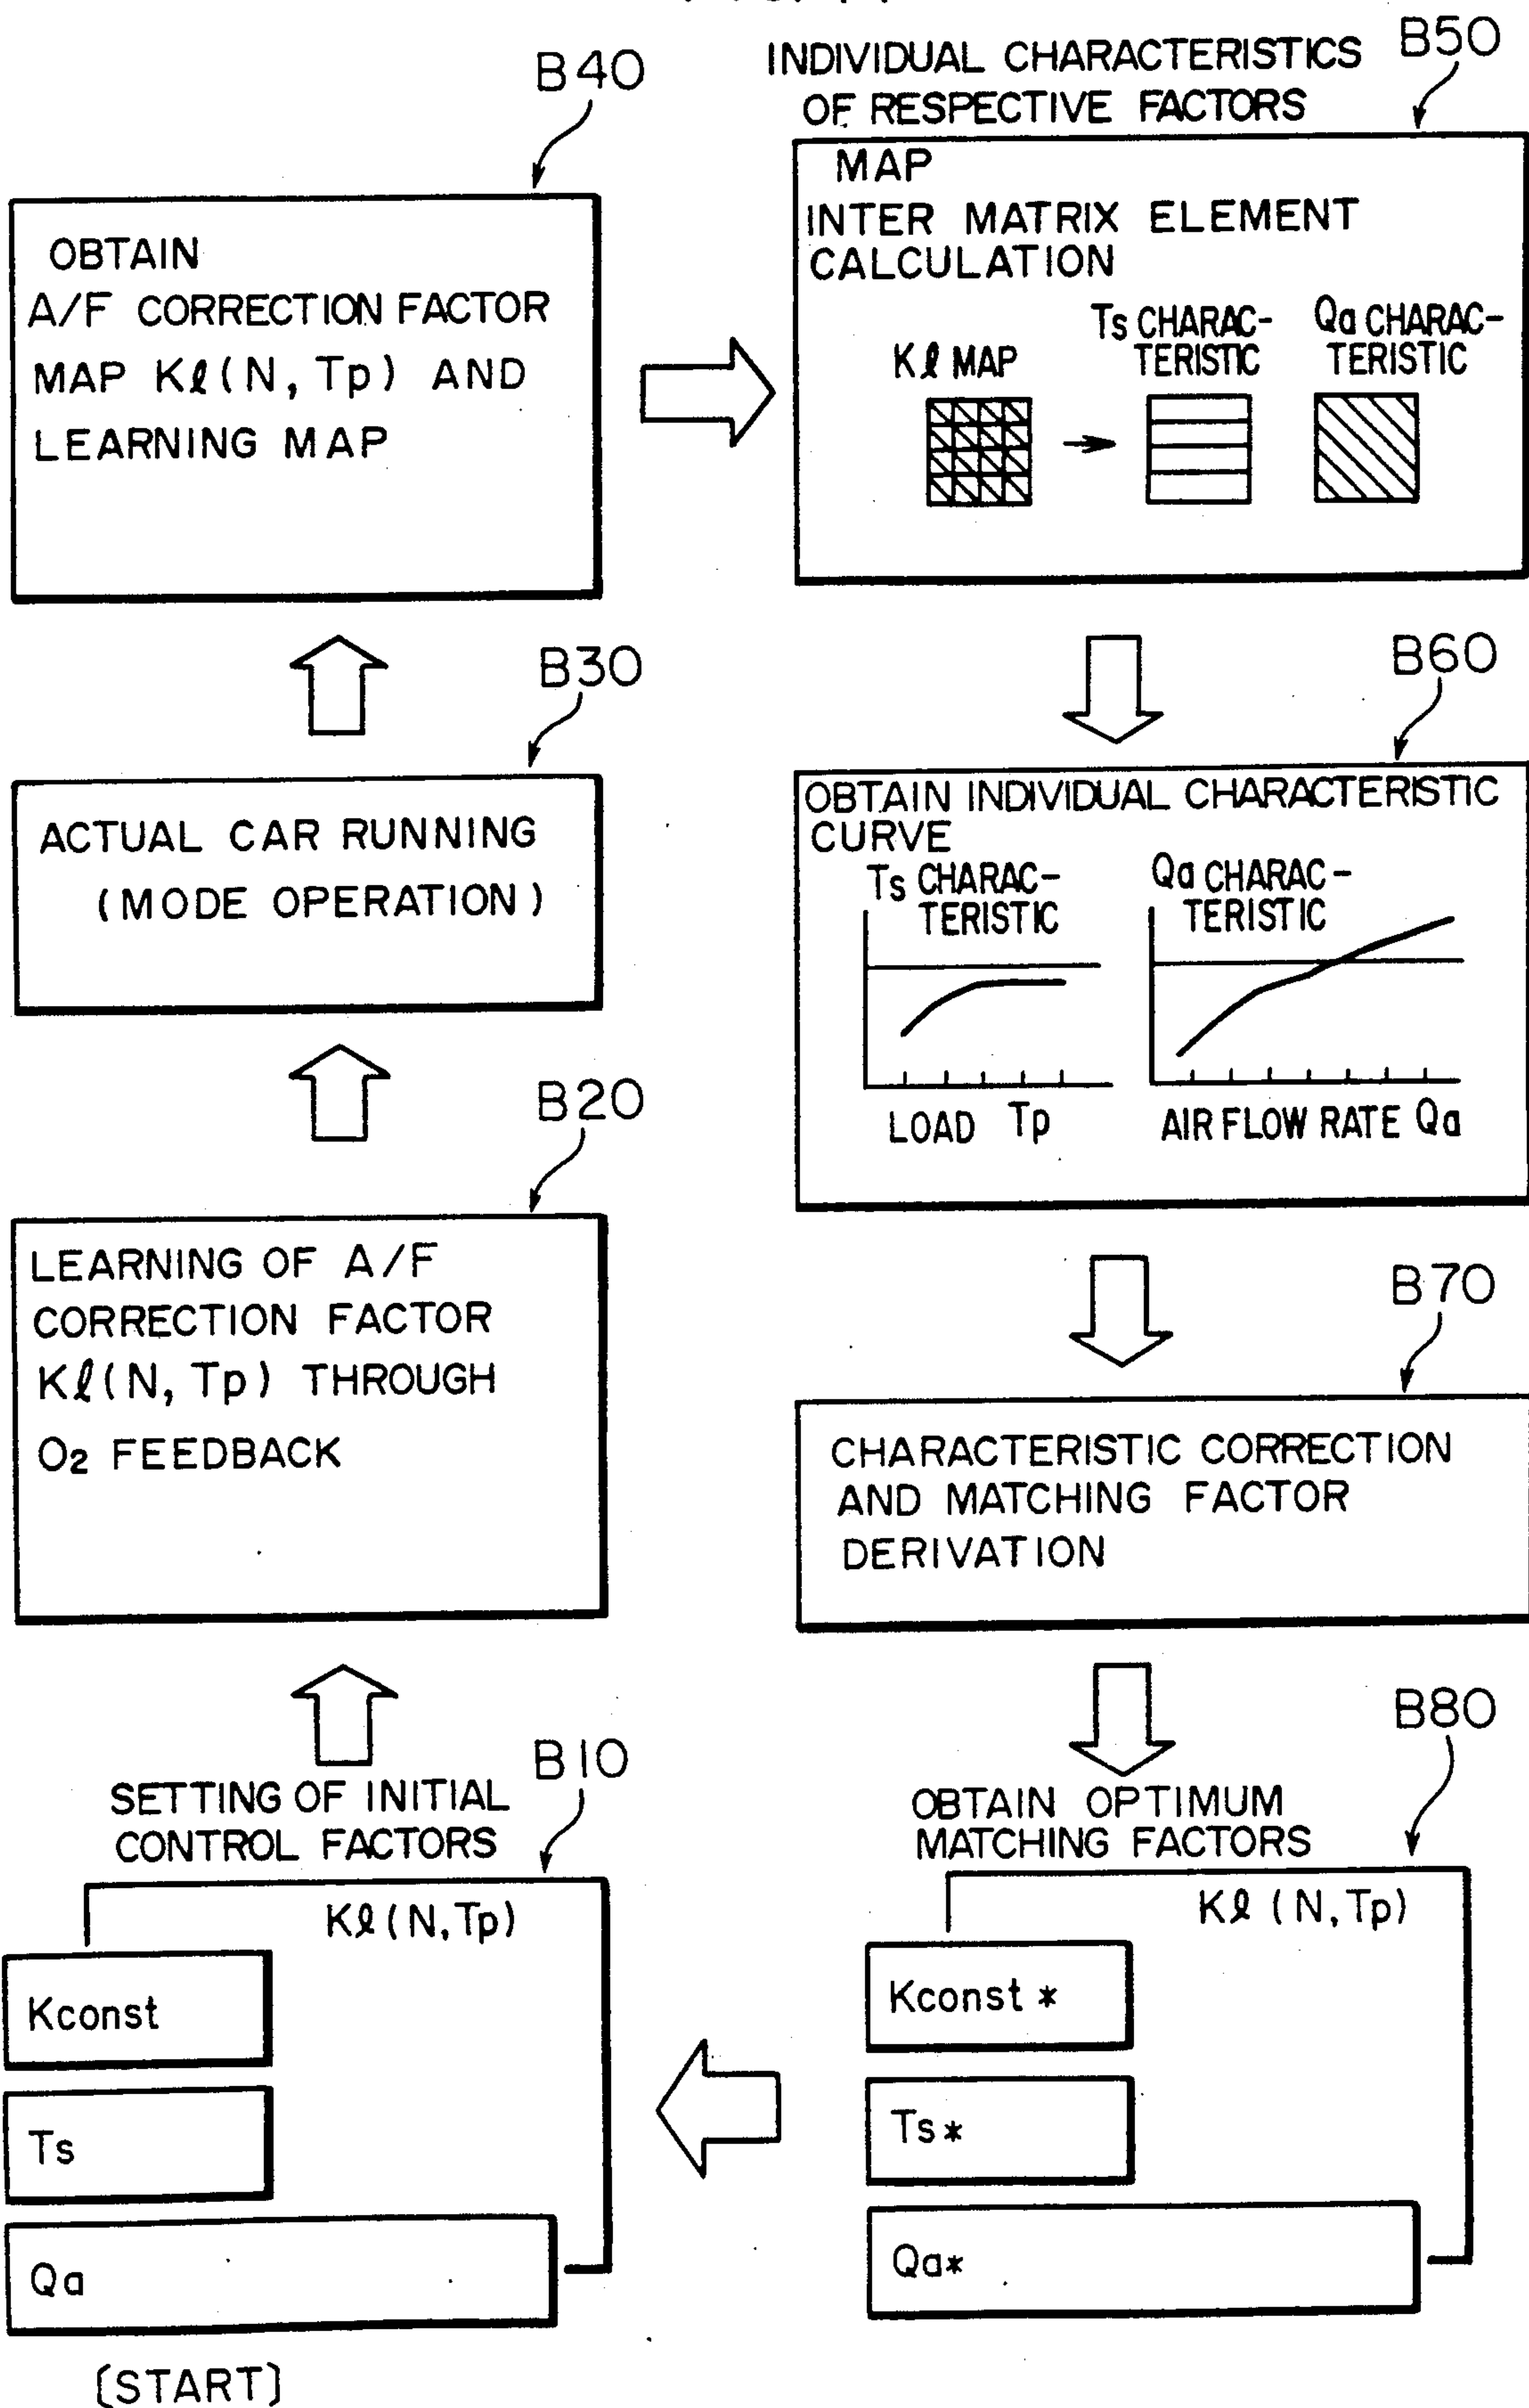 B40
OBTAIN
A/F CORRECTION FACTOR
MAP Kℓ(N, Tp) AND
LEARNING MAP
B30
ACTUAL CAR RUNNING
(MODE OPERATION)
B20
LEARNING OF A/F
CORRECTION FACTOR
Kℓ(N, Tp) THROUGH
O2 FEEDBACK
B10
SETTING OF INITIAL
CONTROL FACTORS
Kℓ(N, Tp)
Kconst
Ts
Qa
[START]
B50
INDIVIDUAL CHARACTERISTICS
OF RESPECTIVE FACTORS
MAP
INTER MATRIX ELEMENT
CALCULATION
Kℓ MAP
Ts CHARAC-
TERISTIC
Qa CHARAC-
TERISTIC
B60
OBTAIN INDIVIDUAL CHARACTERISTIC
CURVE
Ts CHARAC-
TERISTIC
LOAD Tp
Qa CHARAC-
TERISTIC
AIR FLOW RATE Qa
B70
CHARACTERISTIC CORRECTION
AND MATCHING FACTOR
DERIVATION
B80
OBTAIN OPTIMUM
MATCHING FACTORS
Kℓ (N, Tp)
Kconst *
Ts*
Qa*